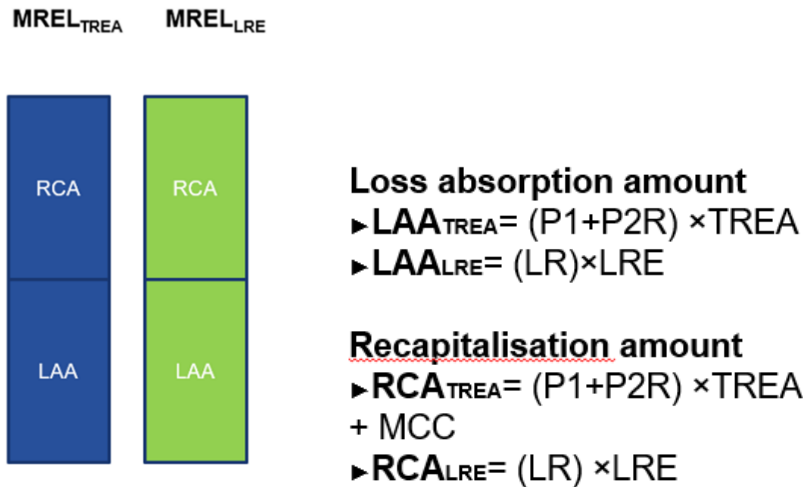 MRELTREA MRELLRE
RCA RCA
LAA LAA
Loss absorption amount
►LAATREA= (P1+P2R) ×TREA
►LAALRE= (LR)×LRE
Recapitalisation amount
►RCATREA= (P1+P2R) ×TREA
+ MCC
►RCALRE= (LR) ×LRE